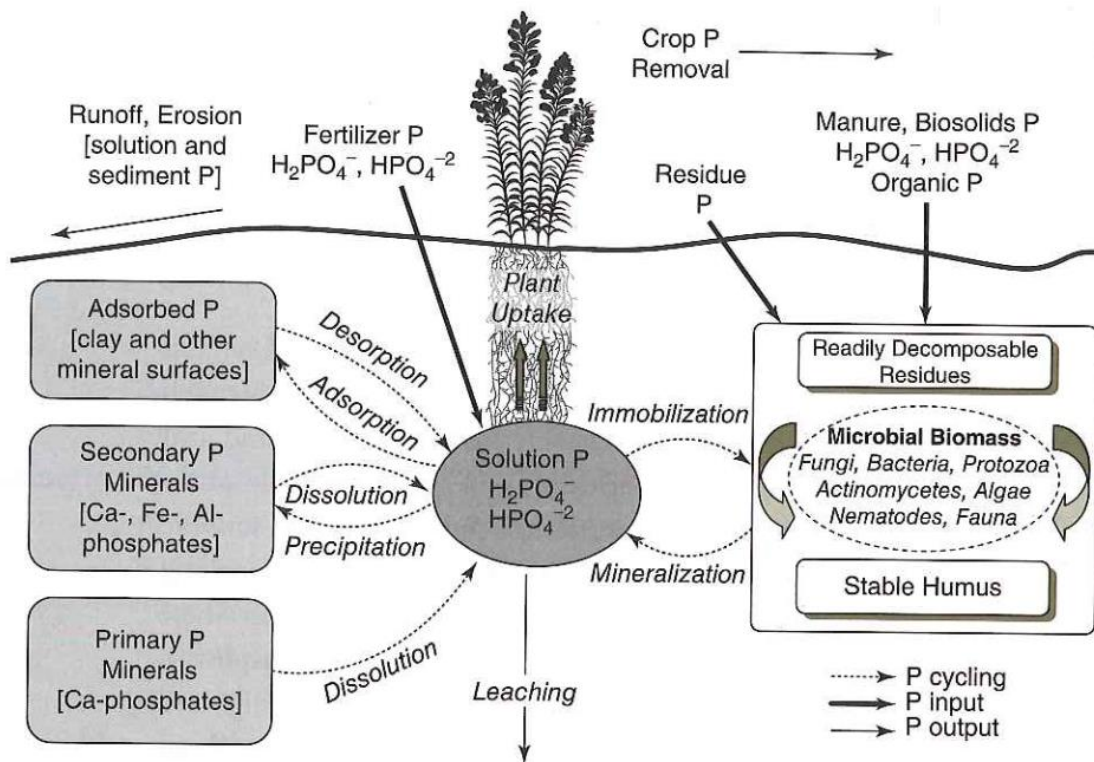 Crop P
Removal
Runoff, Erosion
[solution and
sediment P]
Fertilizer P
H₂PO₄⁻, HPO₄⁻²
Manure, Biosolids P
H₂PO₄⁻, HPO₄⁻²
Organic P
Residue
P
Plant
Uptake
Adsorbed P
[clay and other
mineral surfaces]
Desorption
Adsorption
Secondary P
Minerals
[Ca-, Fe-, Al-
phosphates]
Dissolution
Precipitation
Primary P
Minerals
[Ca-phosphates]
Dissolution
Solution P
H₂PO₄⁻
HPO₄⁻²
Leaching
Immobilization
Mineralization
Readily Decomposable
Residues
Microbial Biomass
Fungi, Bacteria, Protozoa
Actinomycetes, Algae
Nematodes, Fauna
Stable Humus
P cycling
P input
P output